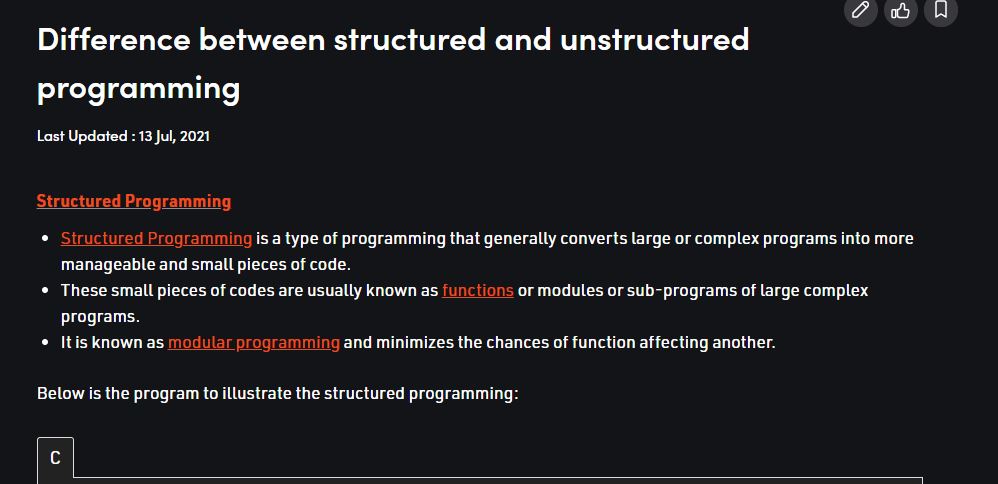 Difference between structured and unstructured
programming
Last Updated : 13 Jul, 2021
Structured Programming
• Structured Programming is a type of programming that generally converts large or complex programs into more
manageable and small pieces of code.
• These small pieces of codes are usually known as functions or modules or sub-programs of large complex
programs.
• It is known as modular programming and minimizes the chances of function affecting another.
Below is the program to illustrate the structured programming:
C